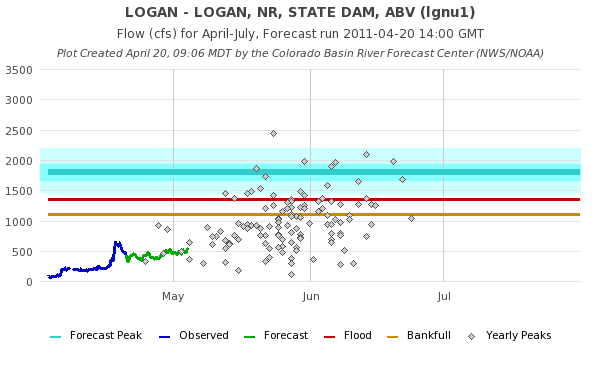 LOGAN - LOGAN, NR, STATE DAM, ABV (lgnu1)
Flow (cfs) for April-July, Forecast run 2011-04-20 14:00 GMT
Plot Created April 20, 09:06 MDT by the Colorado Basin River Forecast Center (NWS/NOAA)
3500
3000
2500
2000
1500
1000
500
0
May Jun Jul
Forecast Peak Observed Forecast Flood Bankfull Yearly Peaks